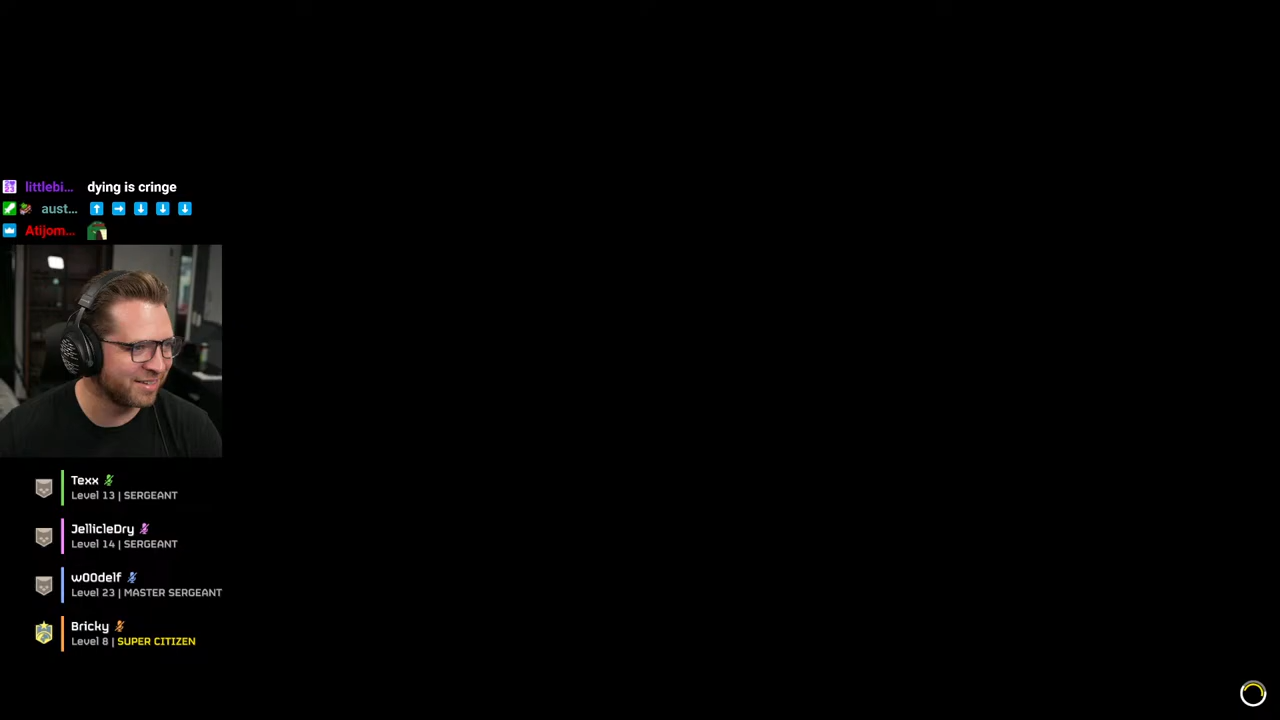 littlebi... dying is cringe
aust...
Atijom...
Texx
Level 13 | SERGEANT
JellicleDry
Level 14 | SERGEANT
w00delf
Level 23 | MASTER SERGEANT
Bricky
Level 8 | SUPER CITIZEN